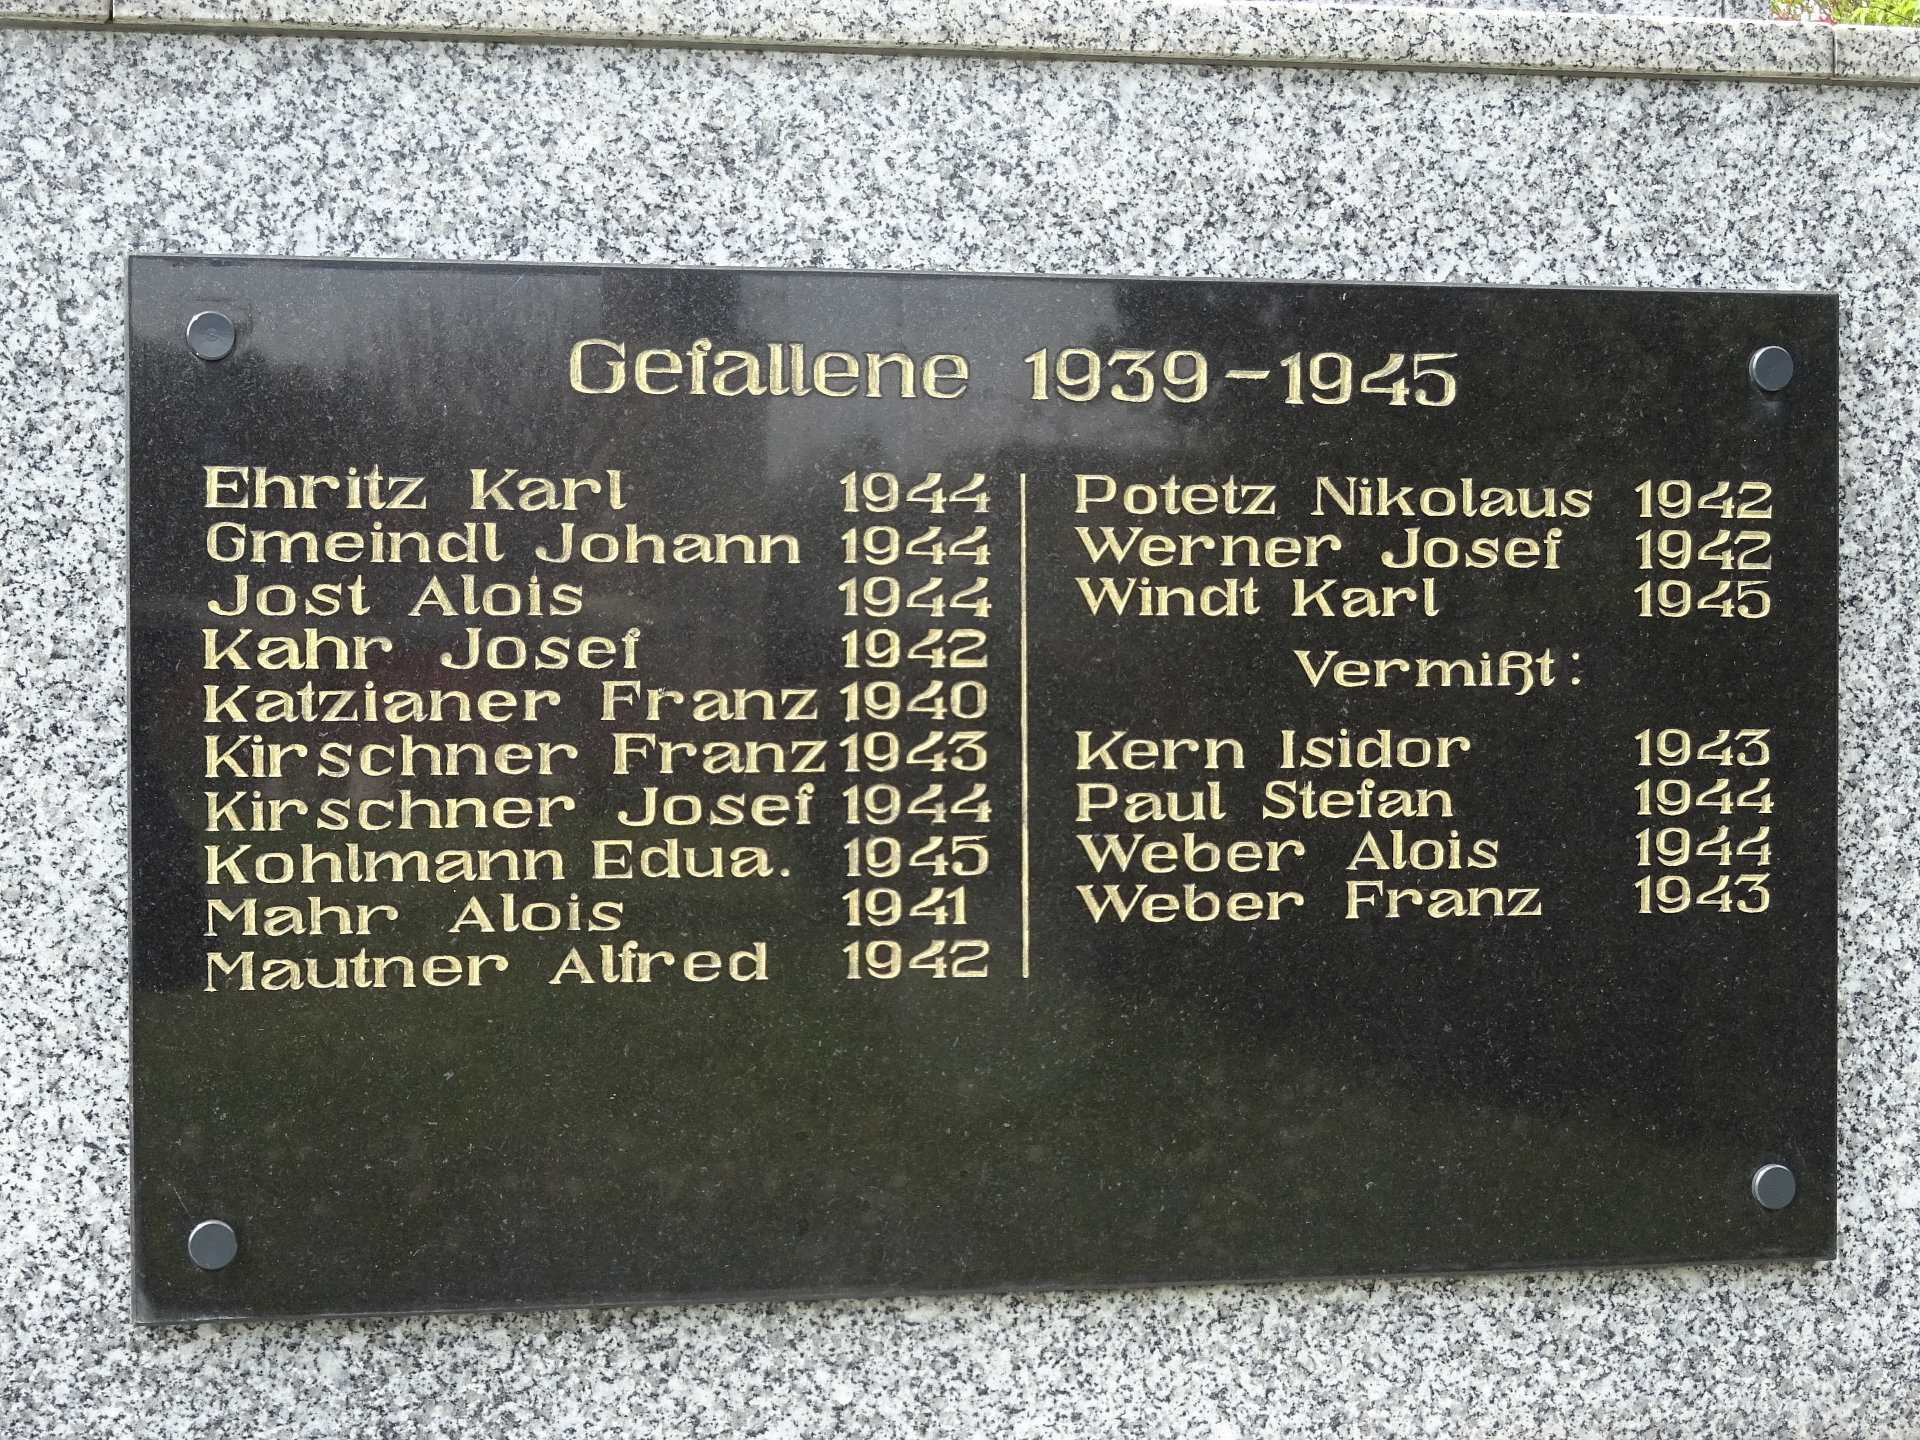 Gefallene 1939-1945
Ehritz Karl 1944
Gmeindl Johann 1944
Jost Alois 1944
Kahr Josef 1942
Katzianer Franz 1940
Kirschner Franz 1943
Kirschner Josef 1944
Kohlmann Edua. 1945
Mahr Alois 1941
Mautner Alfred 1942
Potetz Nikolaus 1942
Werner Josef 1942
Windt Karl 1945
Vermißt:
Kern Isidor 1943
Paul Stefan 1944
Weber Alois 1944
Weber Franz 1943